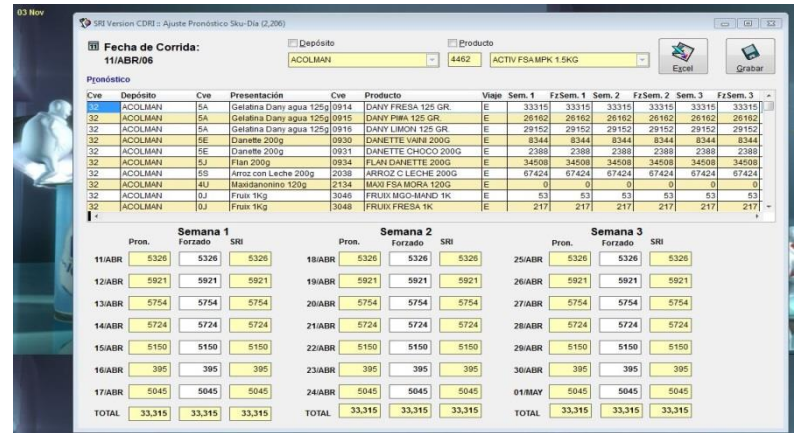 03 Nov
SRI Version CDRI :: Ajuste Pronóstico Sku-Día (2,206)
Fecha de Corrida:
11/ABR/06
Depósito
ACOLMAN
Producto
4462 ACTIV FSA MPK 1.5KG
Excel
Grabar
Pronóstico
Cve Depósito Cve Presentación Cve Producto Viaje Sem. 1 FzSem. 1 Sem. 2 FzSem. 2 Sem. 3 FzSem. 3
32 ACOLMAN 5A Gelatina Dany agua 125g 0914 DANY FRESA 125 GR. E 33315 33315 33315 33315 33315 33315
32 ACOLMAN 5A Gelatina Dany agua 125g 0915 DANY PI#A 125 GR. E 26162 26162 26162 26162 26162 26162
32 ACOLMAN 5A Gelatina Dany agua 125g 0916 DANY LIMON 125 GR. E 29152 29152 29152 29152 29152 29152
32 ACOLMAN 5E Danette 200g 0930 DANETTE VAINI 200G E 8344 8344 8344 8344 8344 8344
32 ACOLMAN 5E Danette 200g 0931 DANETTE CHOCO 200G E 2388 2388 2388 2388 2388 2388
32 ACOLMAN 5J Flan 200g 0934 FLAN DANETTE 200G E 34508 34508 34508 34508 34508 34508
32 ACOLMAN 5S Arroz con Leche 200g 2038 ARROZ C LECHE 200G E 67424 67424 67424 67424 67424 67424
32 ACOLMAN 4U Maxidanonino 120g 2134 MAXI FSA MORA 120G E 0 0 0 0 0 0
32 ACOLMAN 0J Fruix 1Kg 3046 FRUIX MGO-MAND 1K E 53 53 53 53 53 53
32 ACOLMAN 0J Fruix 1Kg 3048 FRUIX FRESA 1K E 217 217 217 217 217 217
Semana 1 Semana 2 Semana 3
Pron. Forzado SRI Pron. Forzado SRI Pron. Forzado SRI
11/ABR 5326 5326 5326 18/ABR 5326 5326 5326 25/ABR 5326 5326 5326
12/ABR 5921 5921 5921 19/ABR 5921 5921 5921 26/ABR 5921 5921 5921
13/ABR 5754 5754 5754 20/ABR 5754 5754 5754 27/ABR 5754 5754 5754
14/ABR 5724 5724 5724 21/ABR 5724 5724 5724 28/ABR 5724 5724 5724
15/ABR 5150 5150 5150 22/ABR 5150 5150 5150 29/ABR 5150 5150 5150
16/ABR 395 395 395 23/ABR 395 395 395 30/ABR 395 395 395
17/ABR 5045 5045 5045 24/ABR 5045 5045 5045 01/MAY 5045 5045 5045
TOTAL 33,315 33,315 33,315 TOTAL 33,315 33,315 33,315 TOTAL 33,315 33,315 33,315